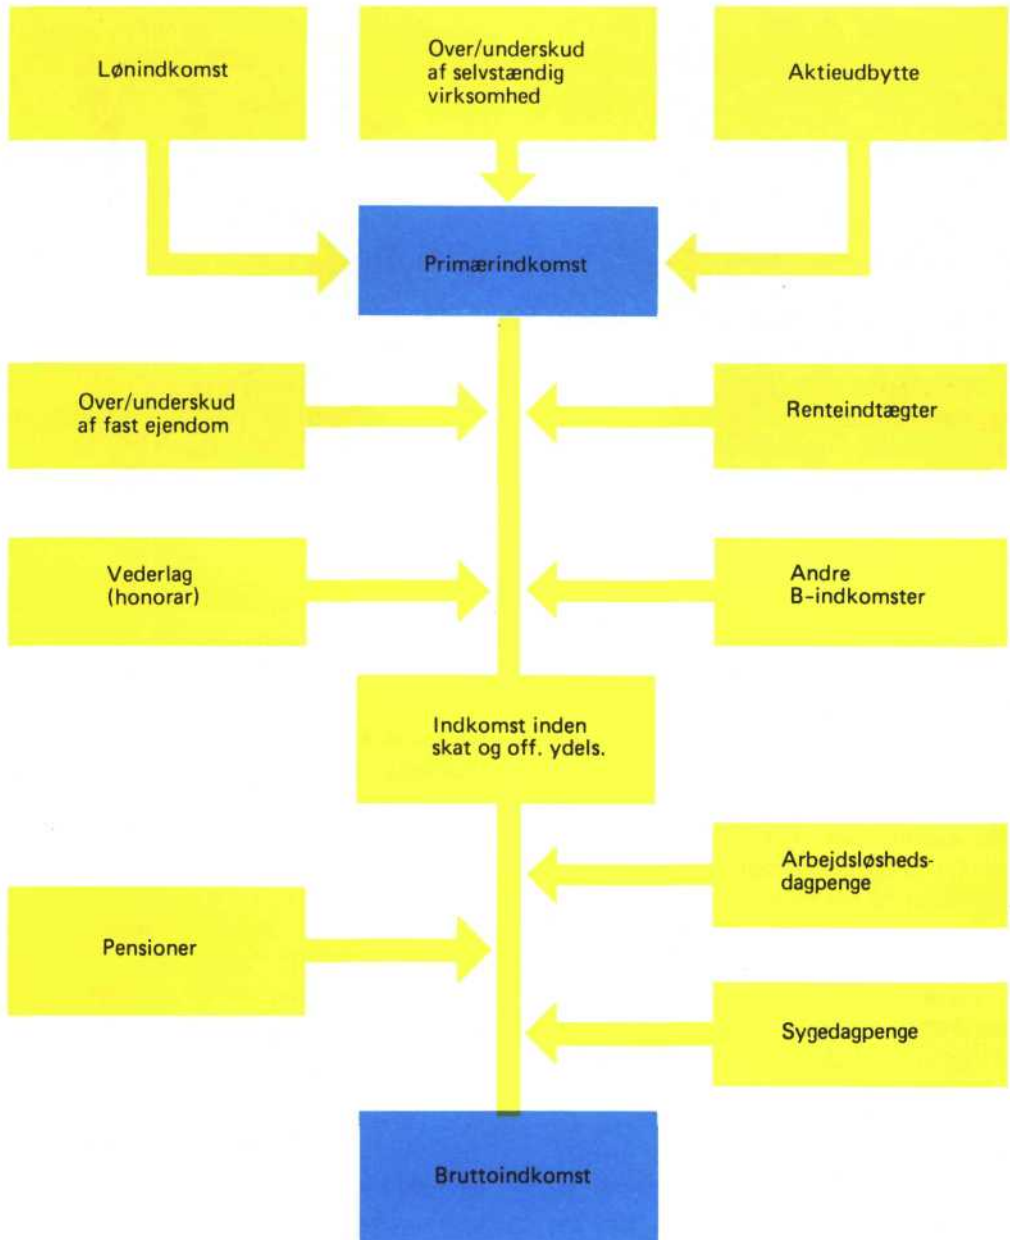 Lønindkomst
Over/underskud
af selvstændig
virksomhed
Aktieudbytte
Primærindkomst
Over/underskud
af fast ejendom
Renteindtægter
Vederlag
(honorar)
Andre
B-indkomster
Indkomst inden
skat og off. ydels.
Arbejdsløsheds-
dagpenge
Pensioner
Sygedagpenge
Bruttoindkomst